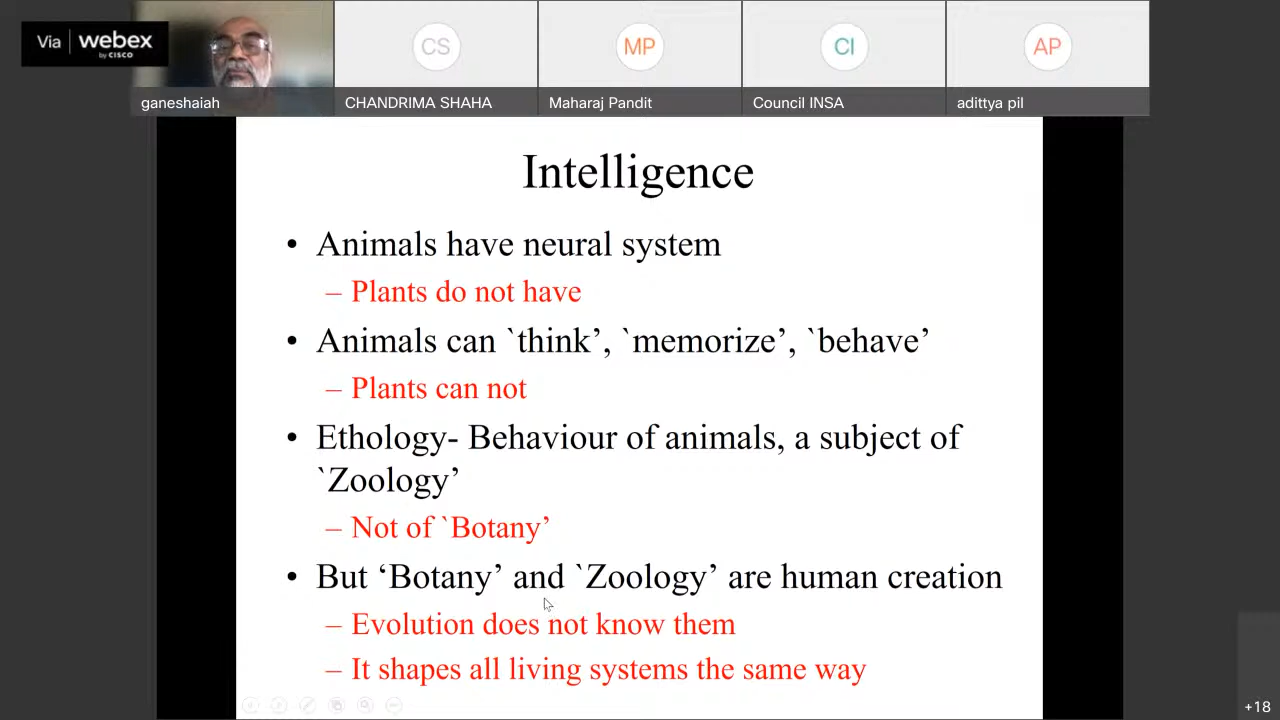 Via webex
by CISCO
CS
MP
CI
AP
ganeshaiah
CHANDRIMA SHAHA
Maharaj Pandit
Council INSA
adittya pil
Intelligence
• Animals have neural system
– Plants do not have
• Animals can `think’, `memorize’, `behave’
– Plants can not
• Ethology- Behaviour of animals, a subject of
`Zoology’
– Not of `Botany’
• But ‘Botany’ and `Zoology’ are human creation
– Evolution does not know them
– It shapes all living systems the same way
+18